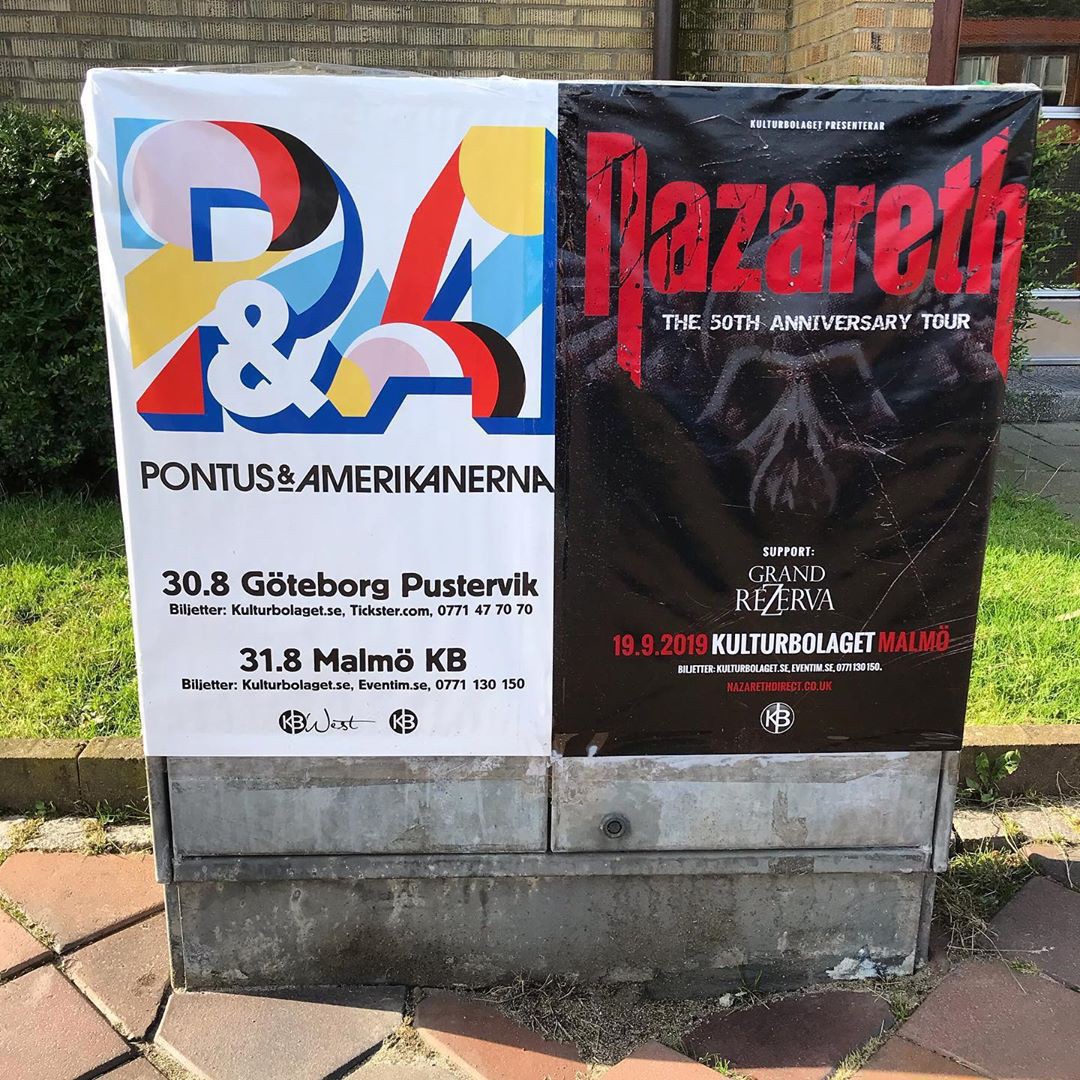 P&A
PONTUS&AMERIKANERNA
30.8 Göteborg Pustervik
Biljetter: Kulturbolaget.se, Tickster.com, 0771 47 70 70
31.8 Malmö KB
Biljetter: Kulturbolaget.se, Eventim.se, 0771 130 150
KB West KB
KULTURBOLAGET PRESENTERAR
Nazareth
THE 50TH ANNIVERSARY TOUR
SUPPORT:
GRAND
REZERVA
19.9.2019 KULTURBOLAGET MALMÖ
BILJETTER: KULTURBOLAGET.SE, EVENTIM.SE, 0771 130 150.
NAZARETHDIRECT.CO.UK
KB